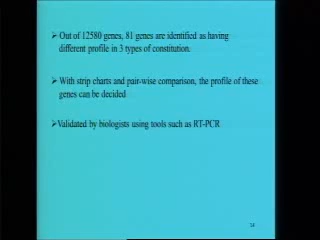 ➢ Out of 12580 genes, 81 genes are identified as having
different profile in 3 types of constitution.
➢ With strip charts and pair-wise comparison, the profile of these
genes can be decided
➢Validated by biologists using tools such as RT-PCR